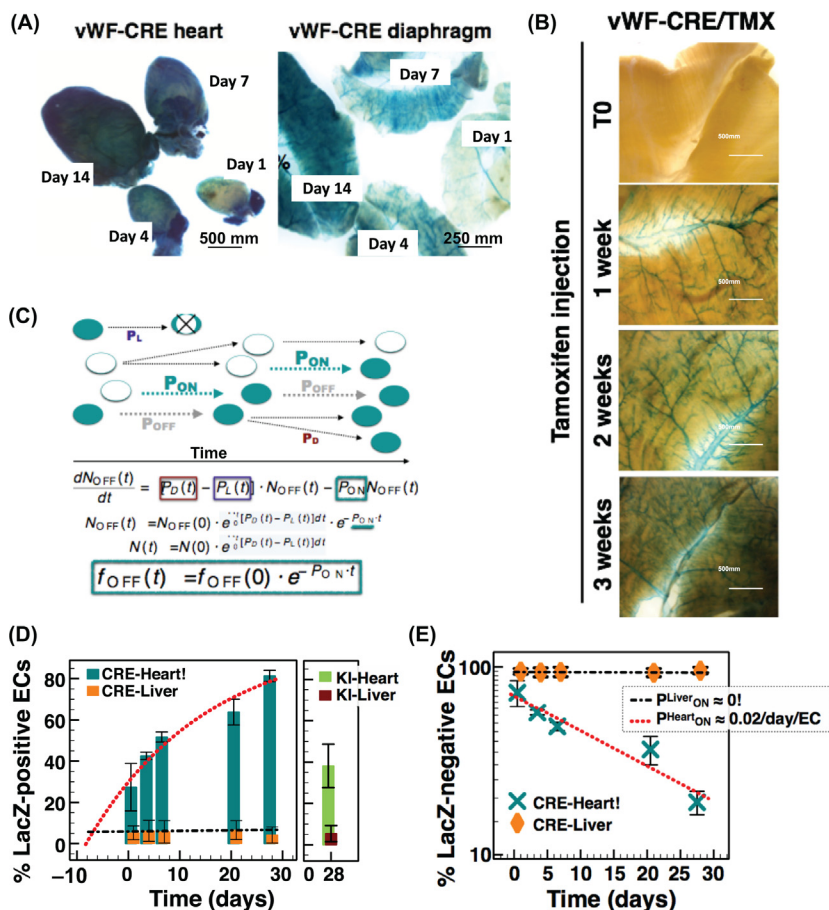 (A)
vWF-CRE heart
vWF-CRE diaphragm
Day 7
Day 14
Day 1
Day 4
500 mm
Day 7
Day 1
%
Day 14
Day 4
250 mm
(B)
vWF-CRE/TMX
Tamoxifen injection
T0
500mm
1 week
500mm
2 weeks
500mm
3 weeks
500mm
(C)
PL
PON
PON
POFF
POFF
PD
Time
dNOFF(t)/dt = [PD(t) − PL(t)] · NOFF(t) − PONNOFF(t)
NOFF(t) =NOFF(0) · e 0[PD(t) − PL(t)]dt · e− PON·t
N(t) =N(0) · e 0[PD(t) − PL(t)]dt
fOFF(t) =fOFF(0) · e− PON·t
(D)
% LacZ-positive ECs
80
60
40
20
0
CRE-Heart!
CRE-Liver
KI-Heart
KI-Liver
−10 0 10 20 30 0 28
Time (days)
(E)
% LacZ-negative ECs
100
10
PLiverON ≈ 0!
PHeartON ≈ 0.02/day/EC
CRE-Heart!
CRE-Liver
0 5 10 15 20 25 30
Time (days)